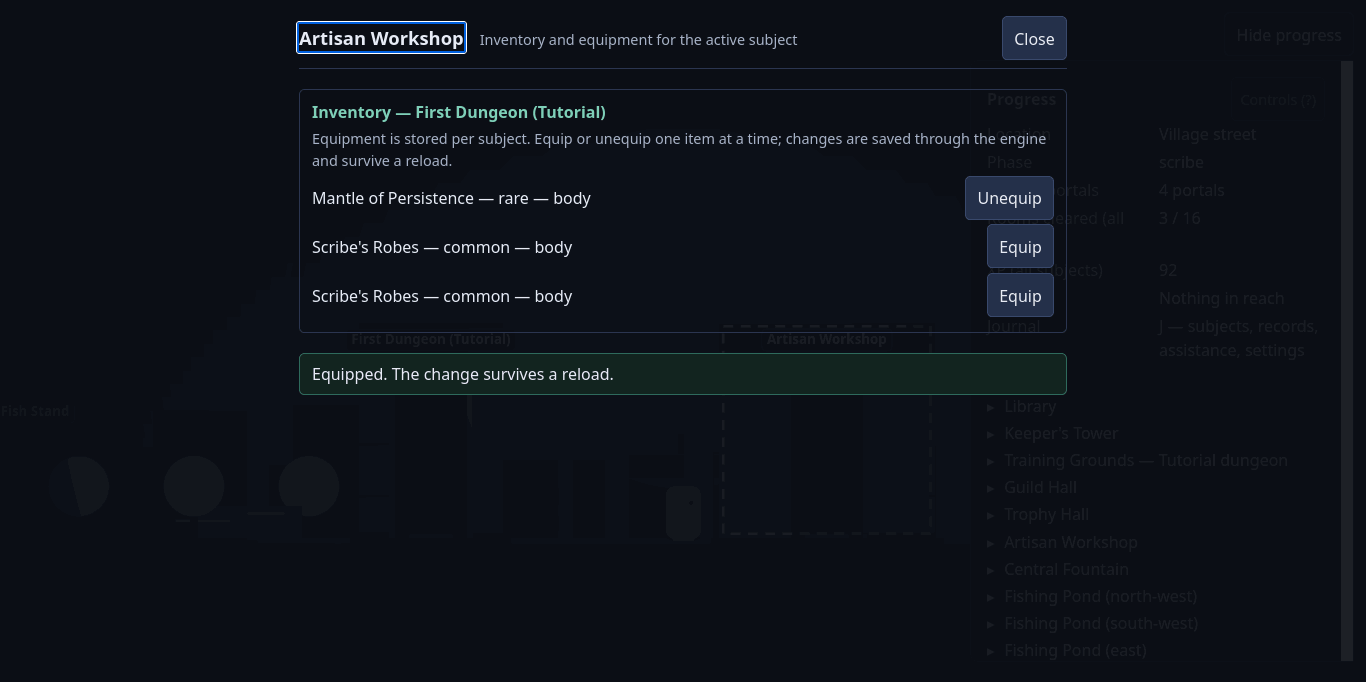 Artisan Workshop
Inventory and equipment for the active subject
Close
Hide progress
Inventory — First Dungeon (Tutorial)
Equipment is stored per subject. Equip or unequip one item at a time; changes are saved through the engine
and survive a reload.
Mantle of Persistence — rare — body
Unequip
Scribe's Robes — common — body
Equip
Scribe's Robes — common — body
Equip
Equipped. The change survives a reload.
First Dungeon (Tutorial)
Artisan Workshop
Fish Stand
Progress
Controls (?)
Village street
Phase
scribe
4 portals
3 / 16
92
Nothing in reach
Journal
J — subjects, records,
assistance, settings
▸ Library
▸ Keeper's Tower
▸ Training Grounds — Tutorial dungeon
▸ Guild Hall
▸ Trophy Hall
▸ Artisan Workshop
▸ Central Fountain
▸ Fishing Pond (north-west)
▸ Fishing Pond (south-west)
▸ Fishing Pond (east)